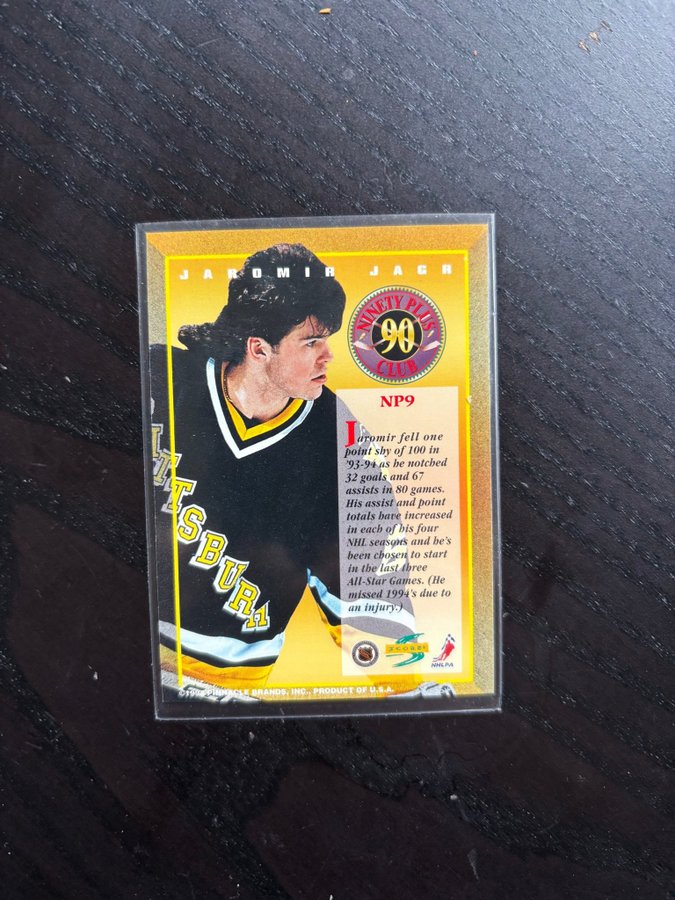 JAROMIR JAGR
NINETY PLUS
90
CLUB
NP9
Jaromir fell one
point shy of 100 in
'93-94 as he notched
32 goals and 67
assists in 80 games.
His assist and point
totals have increased
in each of his four
NHL seasons and he's
been chosen to start
in the last three
All-Star Games. (He
missed 1994's due to
an injury.)
PITTSBURGH
SCORE
NHLPA
PINNACLE BRANDS, INC., PRODUCT OF U.S.A.